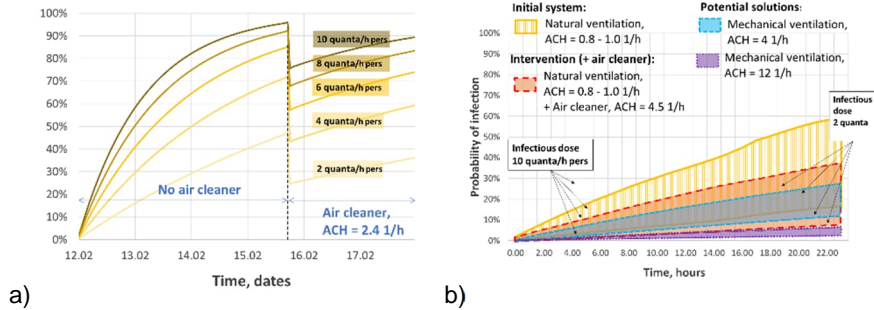 100%
90%
80%
70%
60%
50%
40%
30%
20%
10%
0%
10 quanta/h pers
8 quanta/h pers
6 quanta/h pers
4 quanta/h pers
2 quanta/h pers
No air cleaner
Air cleaner,
ACH = 2.4 1/h
12.02 13.02 14.02 15.02 16.02 17.02
Time, dates
a)
Initial system:
Natural ventilation,
ACH = 0.8 - 1.0 1/h
Intervention (+ air cleaner):
Natural ventilation,
ACH = 0.8 - 1.0 1/h
+ Air cleaner, ACH = 4.5 1/h
Potential solutions:
Mechanical ventilation,
ACH = 4 1/h
Mechanical ventilation,
ACH = 12 1/h
Probability of infection
100%
90%
80%
70%
60%
50%
40%
30%
20%
10%
0%
Infectious dose
10 quanta/h pers
Infectious
dose
2 quanta
0.00 2.00 4.00 6.00 8.00 10.00 12.00 14.00 16.00 18.00 20.00 22.00
Time, hours
b)